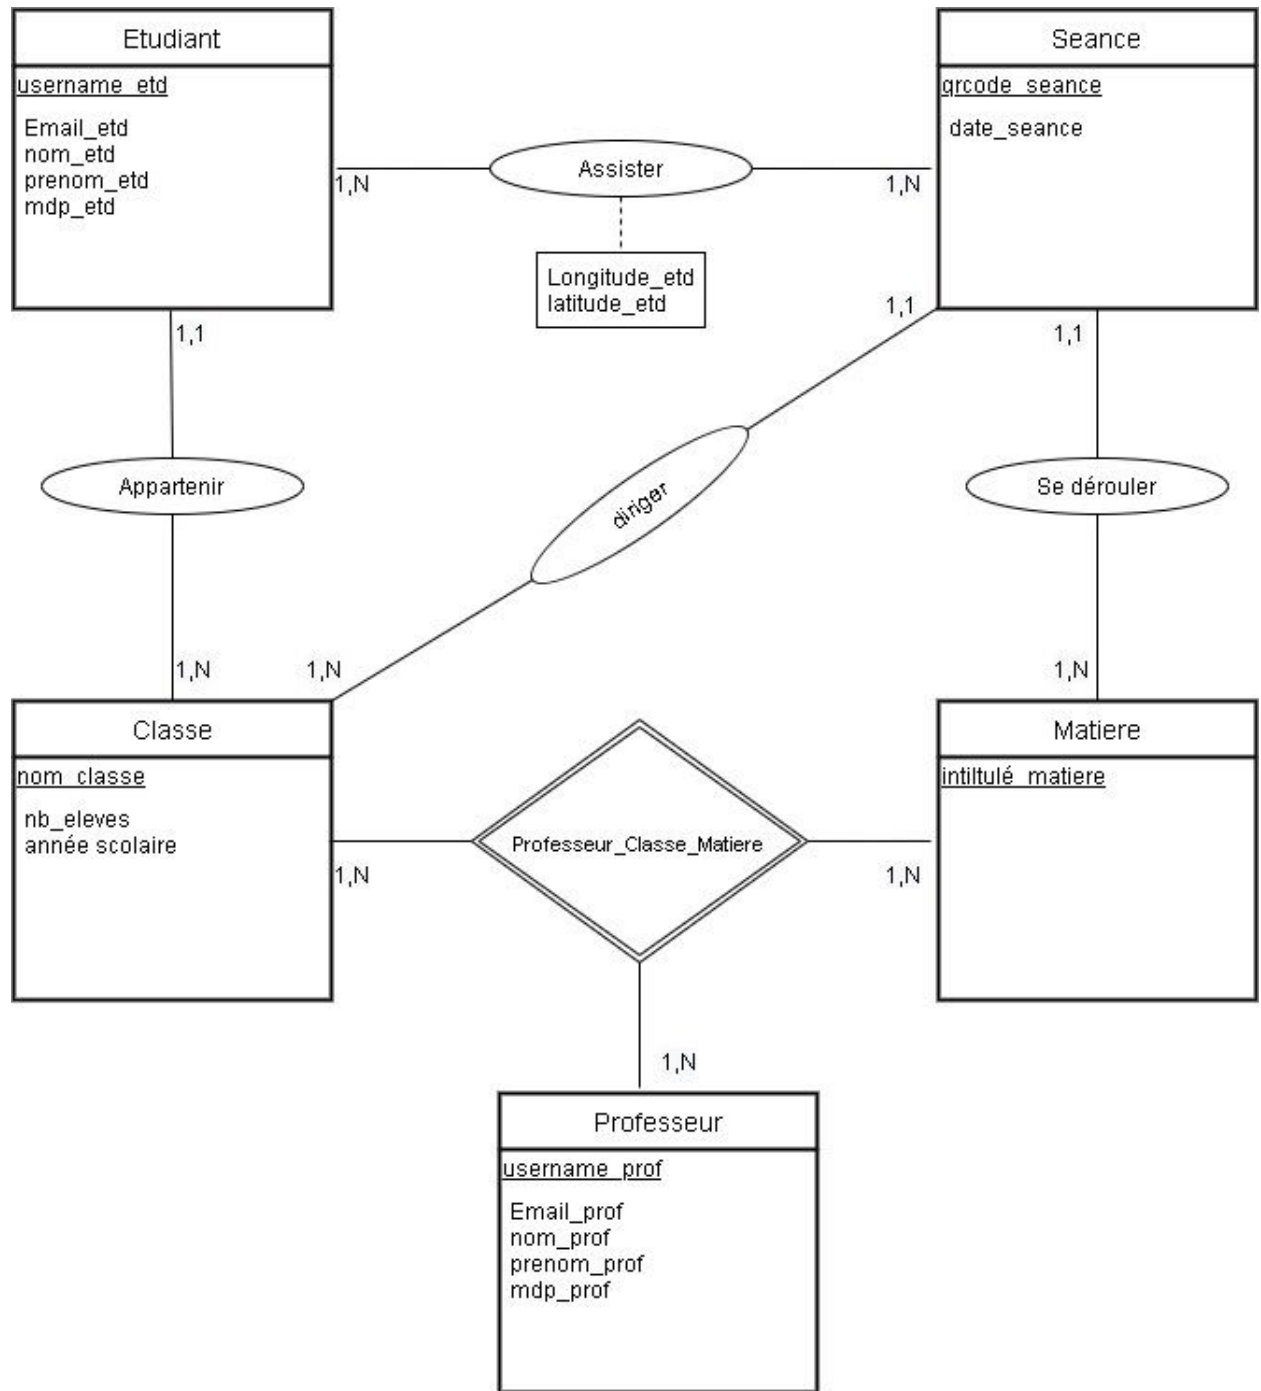 Etudiant
username_etd
Email_etd
nom_etd
prenom_etd
mdp_etd
Seance
qrcode_seance
date_seance
1,N
Assister
1,N
Longitude_etd
latitude_etd
1,1
1,1
1,1
Appartenir
diriger
Se dérouler
1,N
1,N
1,N
Classe
nom_classe
nb_eleves
année scolaire
Matiere
intiltulé_matiere
Professeur_Classe_Matiere
1,N
1,N
1,N
Professeur
username_prof
Email_prof
nom_prof
prenom_prof
mdp_prof